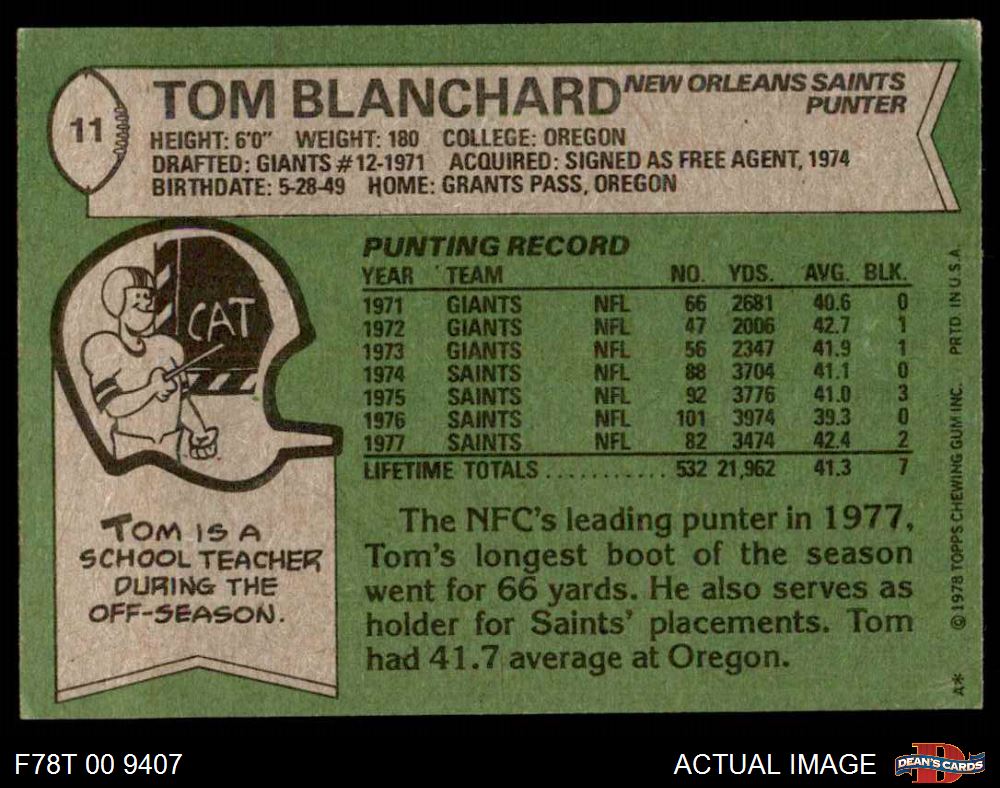 11
TOM BLANCHARD
NEW ORLEANS SAINTS
PUNTER
HEIGHT: 6'0" WEIGHT: 180 COLLEGE: OREGON
DRAFTED: GIANTS #12-1971 ACQUIRED: SIGNED AS FREE AGENT, 1974
BIRTHDATE: 5-28-49 HOME: GRANTS PASS, OREGON
CAT
TOM IS A
SCHOOL TEACHER
DURING THE
OFF-SEASON.
PUNTING RECORD
YEAR TEAM NO. YDS. AVG. BLK.
1971 GIANTS NFL 66 2681 40.6 0
1972 GIANTS NFL 47 2006 42.7 1
1973 GIANTS NFL 56 2347 41.9 1
1974 SAINTS NFL 88 3704 41.1 0
1975 SAINTS NFL 92 3776 41.0 3
1976 SAINTS NFL 101 3974 39.3 0
1977 SAINTS NFL 82 3474 42.4 2
LIFETIME TOTALS ............ 532 21,962 41.3 7
The NFC's leading punter in 1977,
Tom's longest boot of the season
went for 66 yards. He also serves as
holder for Saints' placements. Tom
had 41.7 average at Oregon.
A* © 1978 TOPPS CHEWING GUM INC. PRTD. IN U.S.A.
F78T 00 9407
ACTUAL IMAGE
D
DEAN'S CARDS